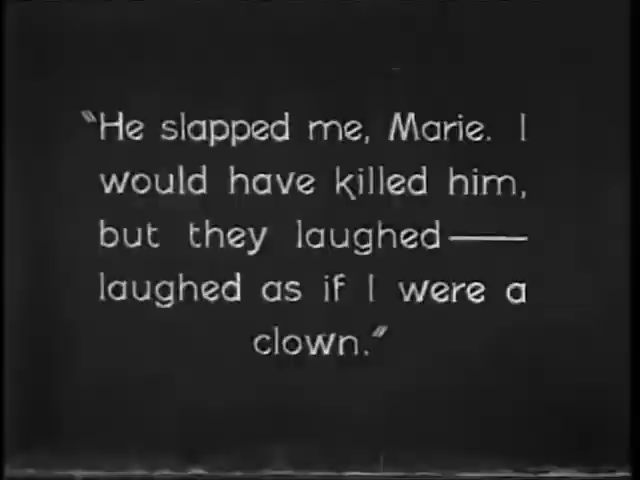 "He slapped me, Marie. I
would have killed him,
but they laughed——
laughed as if I were a
clown."